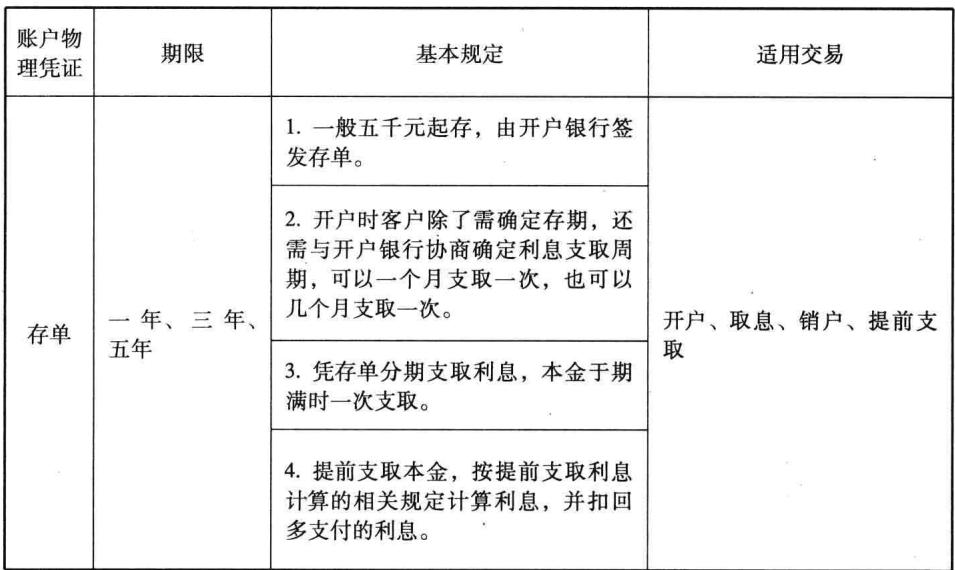 账户物
理凭证
期限
基本规定
适用交易
存单
一年、三年、
五年
1. 一般五千元起存，由开户银行签
发存单。
2. 开户时客户除了需确定存期，还
需与开户银行协商确定利息支取周
期，可以一个月支取一次，也可以
几个月支取一次。
3. 凭存单分期支取利息，本金于期
满时一次支取。
4. 提前支取本金，按提前支取利息
计算的相关规定计算利息，并扣回
多支付的利息。
开户、取息、销户、提前支
取